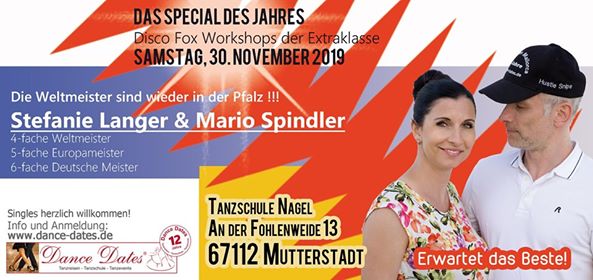 DAS SPECIAL DES JAHRES
Disco Fox Workshops der Extraklasse
SAMSTAG, 30. NOVEMBER 2019
Die Weltmeister sind wieder in der Pfalz !!!
Stefanie Langer & Mario Spindler
4-fache Weltmeister
5-fache Europameister
6-fache Deutsche Meister
TANZSCHULE NAGEL
AN DER FOHLENWEIDE 13
67112 MUTTERSTADT
Singles herzlich willkommen!
Info und Anmeldung:
www.dance-dates.de
Dance Dates
12
Jahre
Dance Dates®
Tanzreisen - Tanzschule - Tanzevents
Hustle Snipe
Erwartet das Beste!